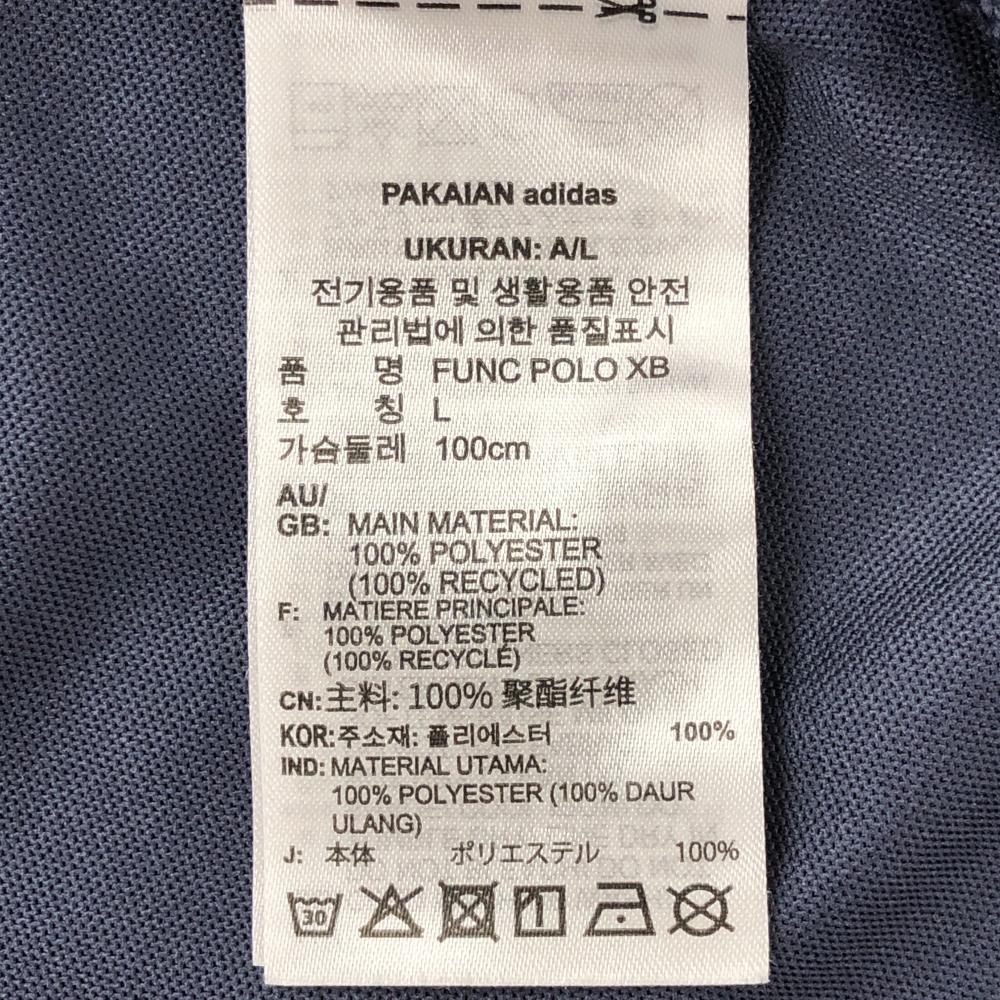 PAKAIAN adidas
UKURAN: A/L
전기용품 및 생활용품 안전
관리법에 의한 품질표시
품 명 FUNC POLO XB
호 칭 L
가슴둘레 100cm
AU/
GB: MAIN MATERIAL:
100% POLYESTER
(100% RECYCLED)
F: MATIERE PRINCIPALE:
100% POLYESTER
(100% RECYCLÉ)
CN:主料: 100% 聚酯纤维
KOR:주소재: 폴리에스터 100%
IND: MATERIAL UTAMA:
100% POLYESTER (100% DAUR
ULANG)
J: 本体 ポリエステル 100%
30